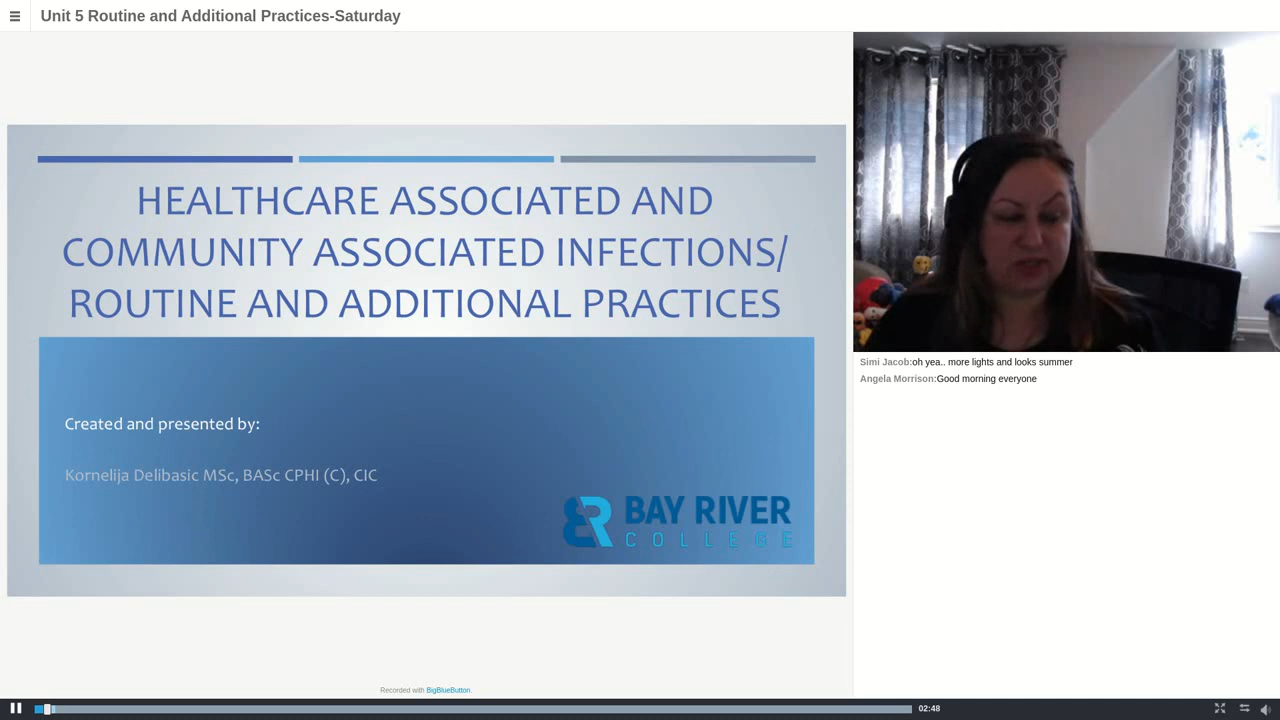 Unit 5 Routine and Additional Practices-Saturday
HEALTHCARE ASSOCIATED AND
COMMUNITY ASSOCIATED INFECTIONS/
ROUTINE AND ADDITIONAL PRACTICES
Created and presented by:
Kornelija Delibasic MSc, BASc CPHI (C), CIC
BR BAY RIVER
COLLEGE
Simi Jacob:oh yea.. more lights and looks summer
Angela Morrison:Good morning everyone
Recorded with BigBlueButton.
02:48